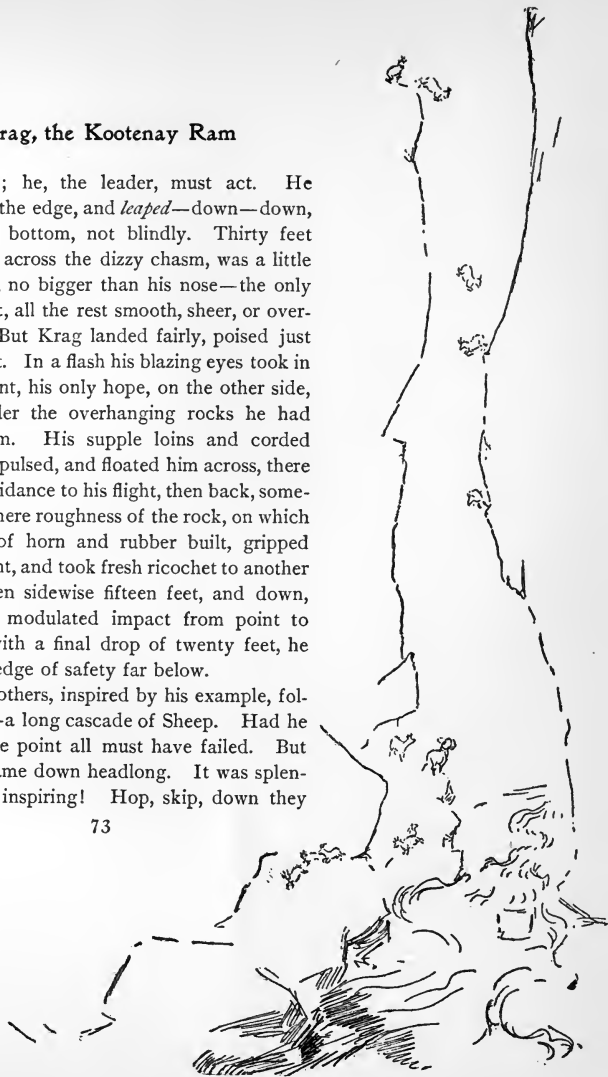 rag, the Kootenay Ram
; he, the leader, must act. He
the edge, and leaped—down—down,
bottom, not blindly. Thirty feet
across the dizzy chasm, was a little
no bigger than his nose—the only
, all the rest smooth, sheer, or over-
But Krag landed fairly, poised just
. In a flash his blazing eyes took in
nt, his only hope, on the other side,
der the overhanging rocks he had
m. His supple loins and corded
pulsed, and floated him across, there
idance to his flight, then back, some-
here roughness of the rock, on which
of horn and rubber built, gripped
nt, and took fresh ricochet to another
en sidewise fifteen feet, and down,
modulated impact from point to
with a final drop of twenty feet, he
edge of safety far below.
others, inspired by his example, fol-
-a long cascade of Sheep. Had he
e point all must have failed. But
ame down headlong. It was splen-
inspiring! Hop, skip, down they
73